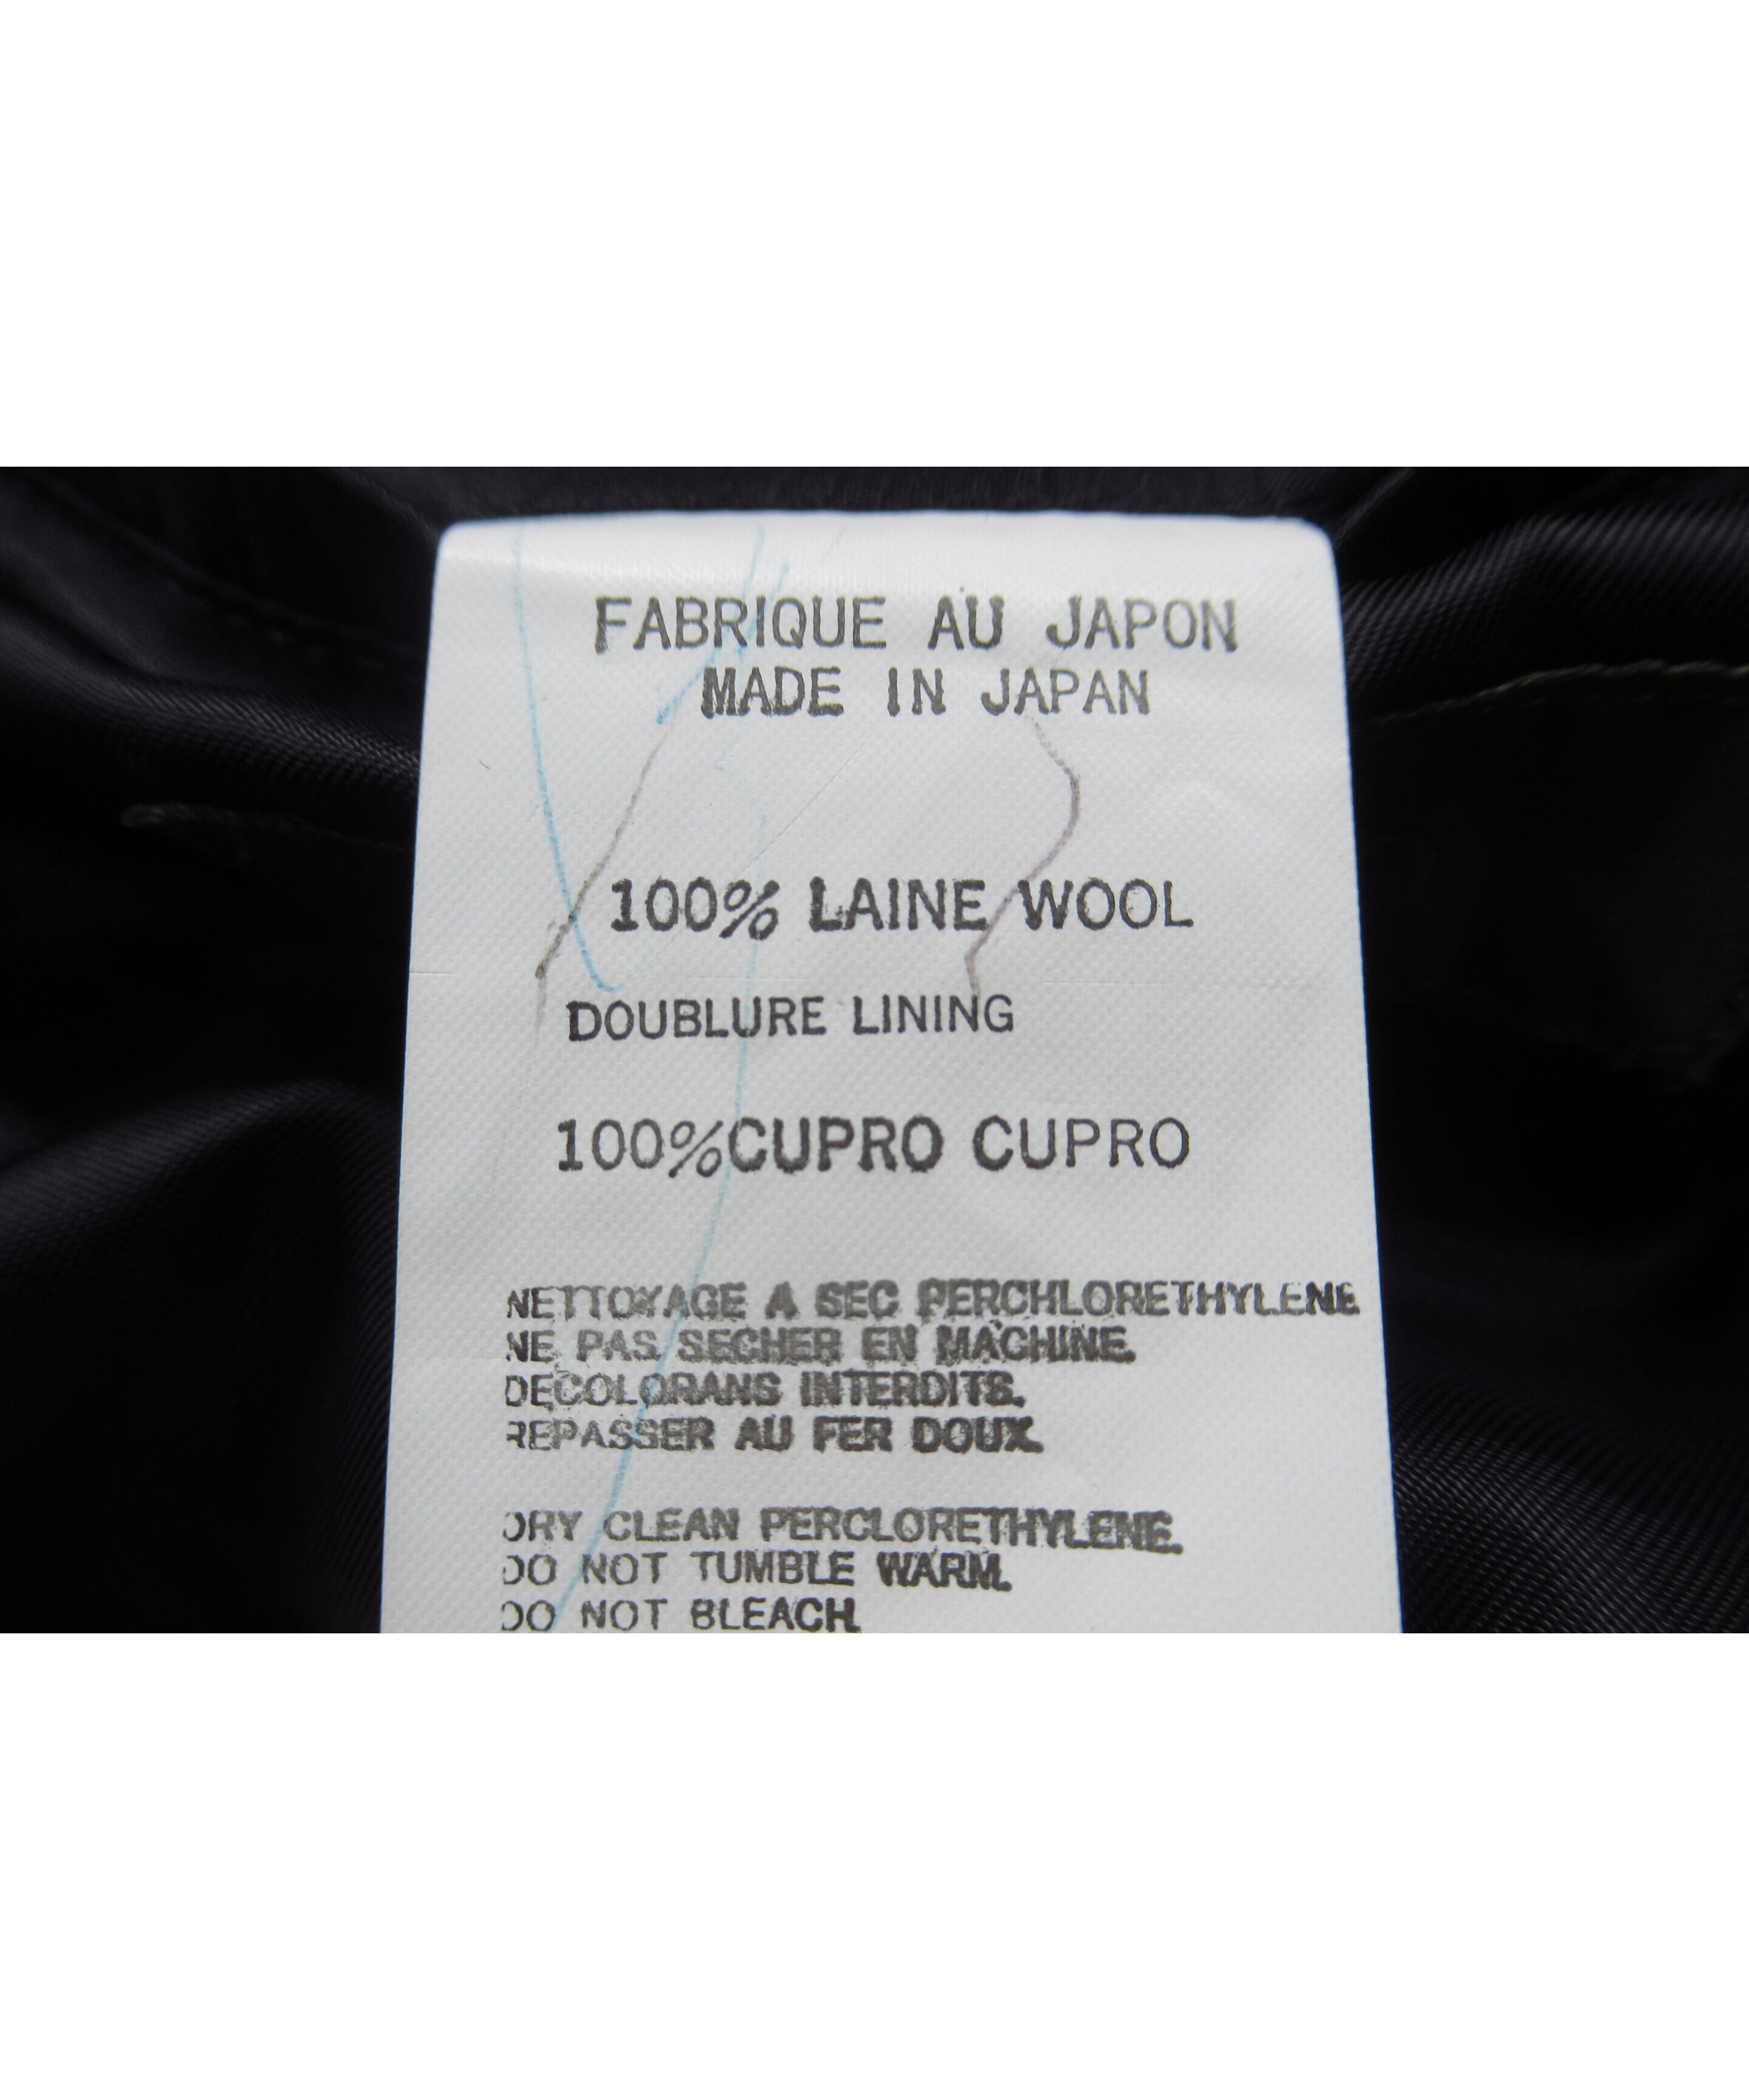 FABRIQUE AU JAPON
MADE IN JAPAN
100% LAINE WOOL
DOUBLURE LINING
100%CUPRO CUPRO
NETTOYAGE A SEC PERCHLORETHYLENE
NE PAS SECHER EN MACHINE.
DECOLORANS INTERDITS.
REPASSER AU FER DOUX.
DRY CLEAN PERCLORETHYLENE.
DO NOT TUMBLE WARM.
DO NOT BLEACH.